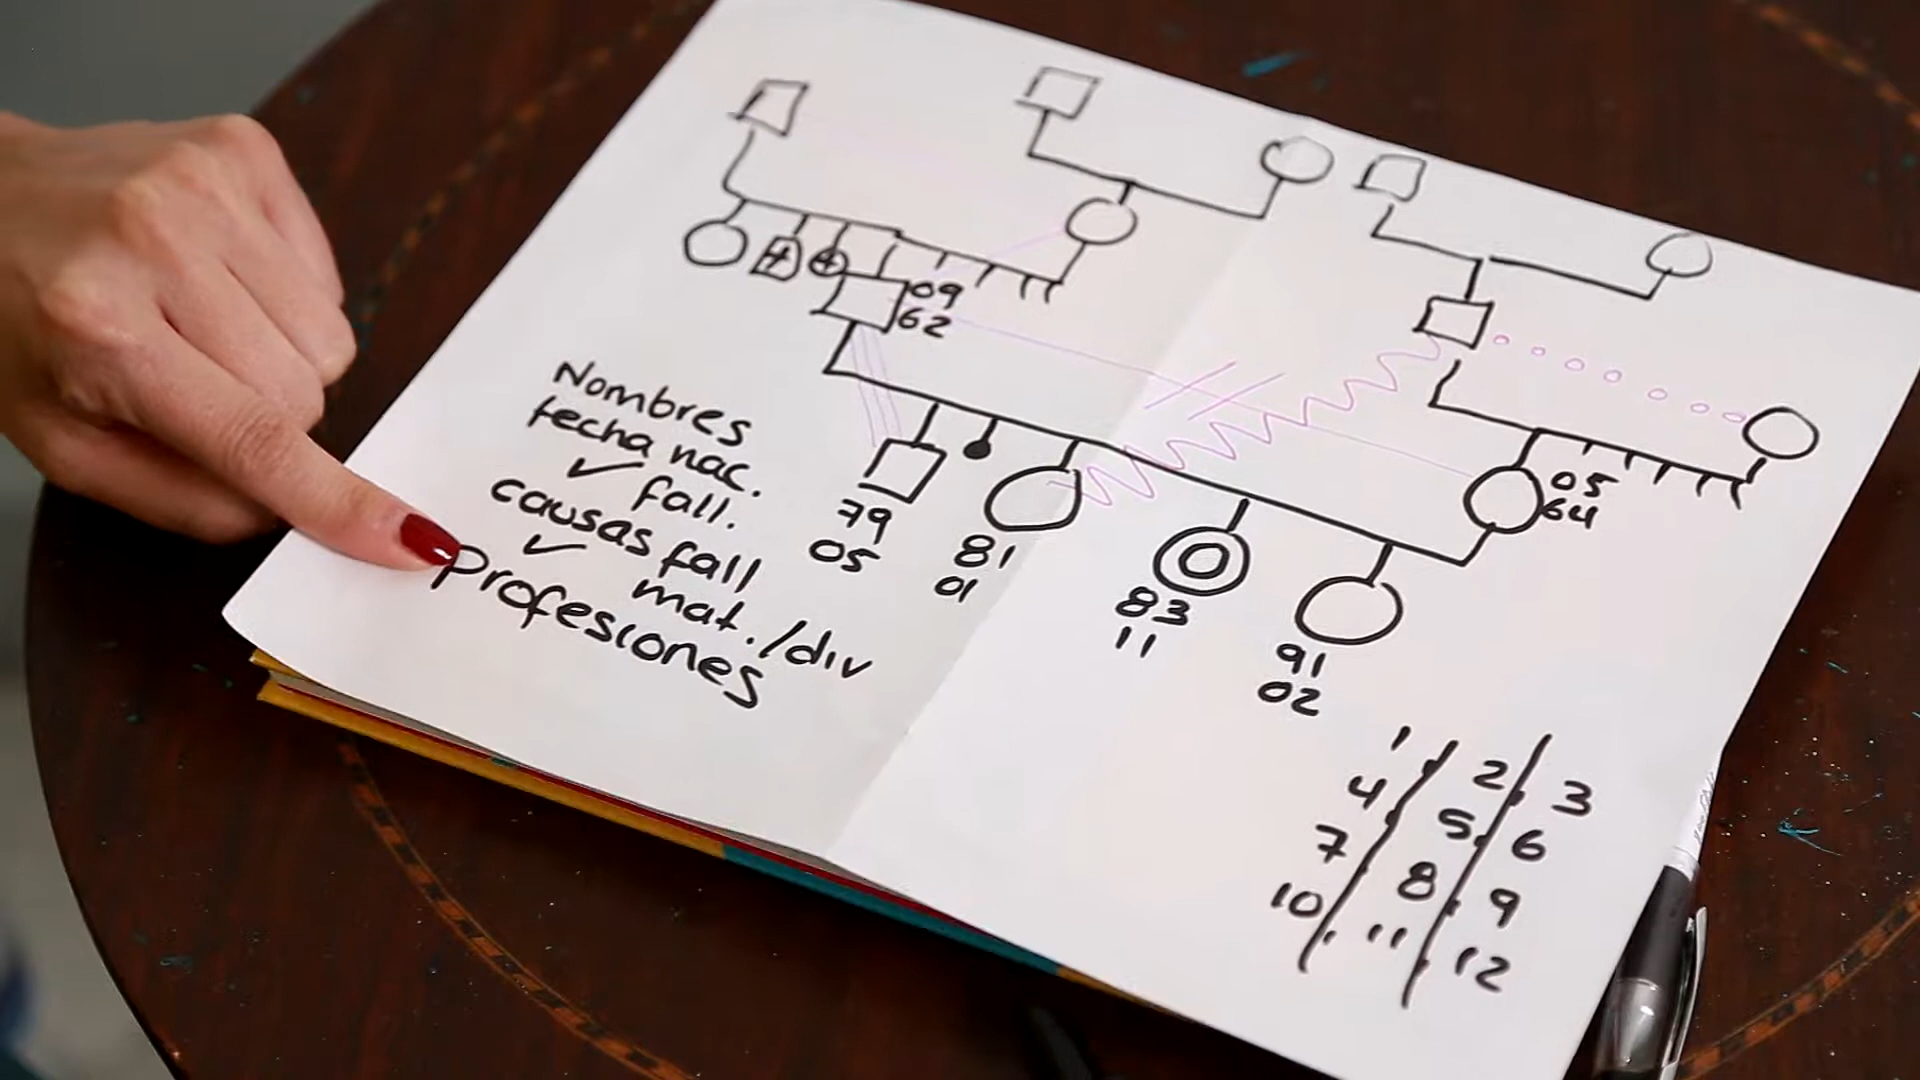 09
62
Nombres
fecha nac.
✓ fall.
causas fall
✓ mat./div
Profesiones
79
05
81
01
83
11
91
02
05
64
1 2 3
4 5 6
7 8 9
10 11 12